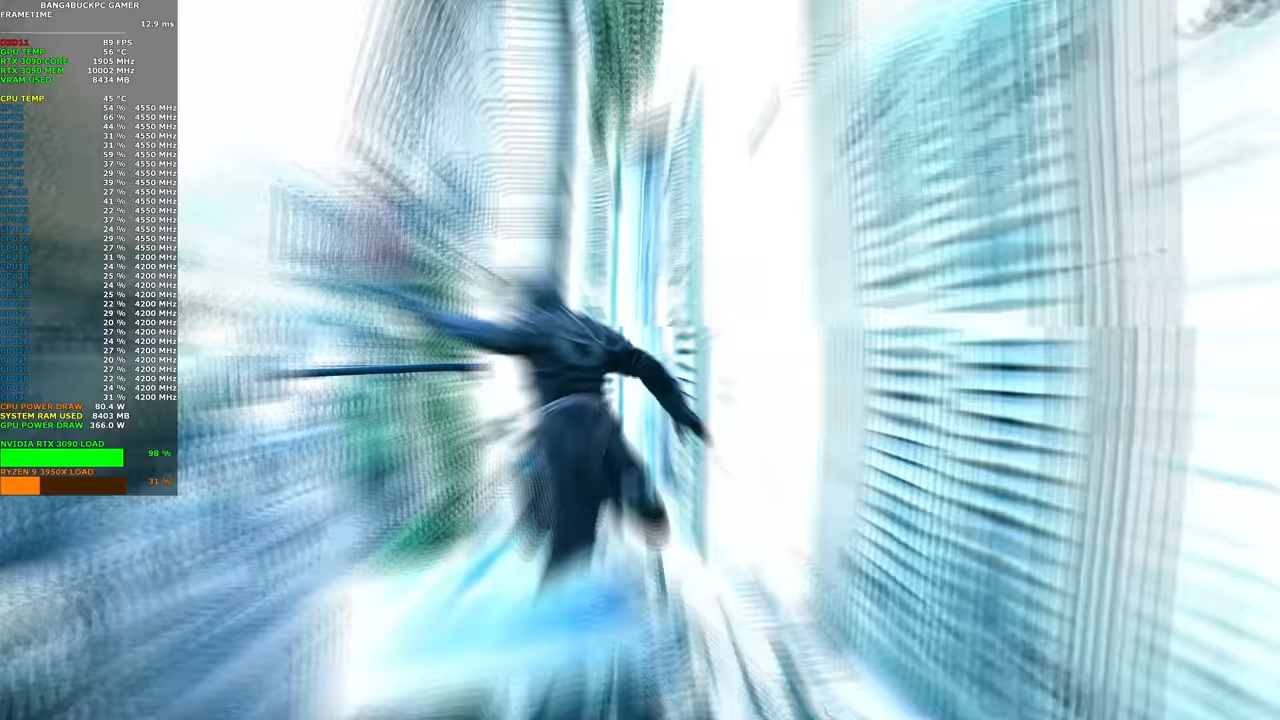 BANG4BUCKPC GAMER
FRAMETIME
12.9 ms
89 FPS
GPU TEMP 56 °C
RTX 3090 CORE 1905 MHz
RTX 3090 MEM 10002 MHz
VRAM USED 8434 MB
CPU TEMP 45 °C
54 % 4550 MHz
66 % 4550 MHz
44 % 4550 MHz
31 % 4550 MHz
31 % 4550 MHz
59 % 4550 MHz
37 % 4550 MHz
29 % 4550 MHz
39 % 4550 MHz
27 % 4550 MHz
41 % 4550 MHz
22 % 4550 MHz
27 % 4550 MHz
24 % 4550 MHz
29 % 4550 MHz
27 % 4550 MHz
31 % 4200 MHz
24 % 4200 MHz
25 % 4200 MHz
24 % 4200 MHz
25 % 4200 MHz
22 % 4200 MHz
29 % 4200 MHz
20 % 4200 MHz
27 % 4200 MHz
24 % 4200 MHz
27 % 4200 MHz
20 % 4200 MHz
27 % 4200 MHz
22 % 4200 MHz
24 % 4200 MHz
31 % 4200 MHz
CPU POWER DRAW 80.4 W
SYSTEM RAM USED 8403 MB
GPU POWER DRAW 366.0 W
NVIDIA RTX 3090 LOAD
98 %
RYZEN 9 3950X LOAD
31 %